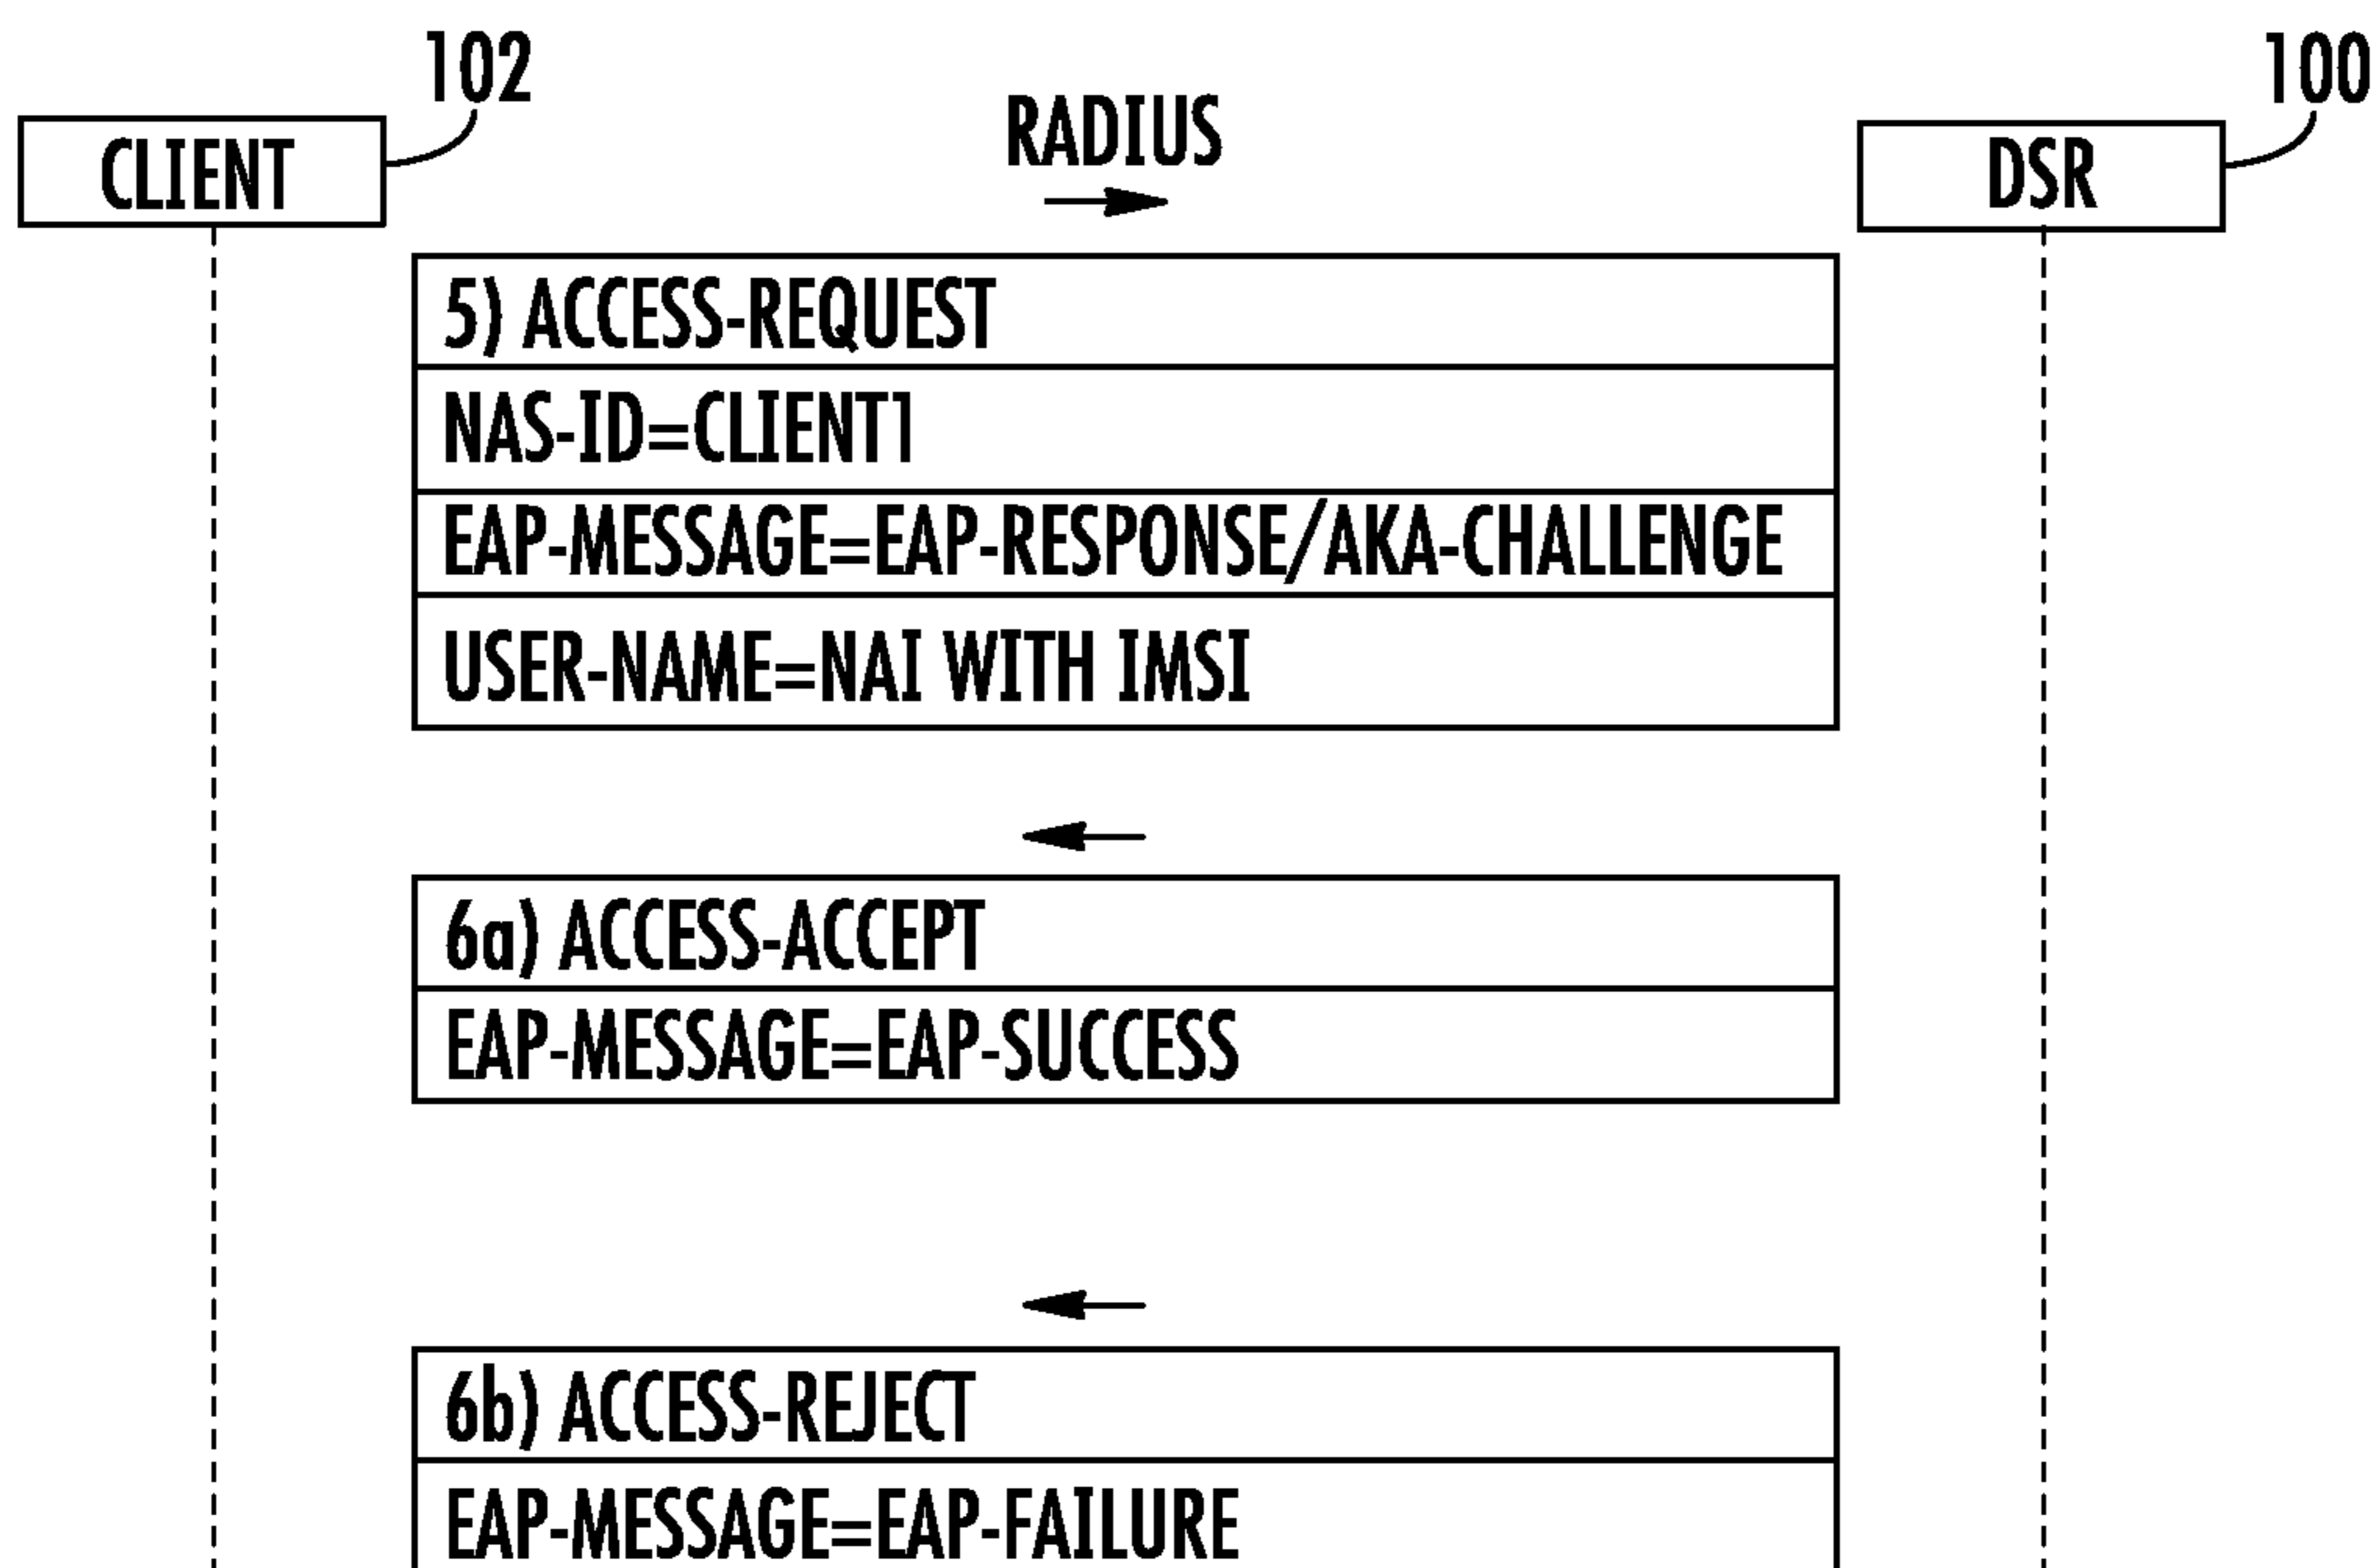 102
100
CLIENT
RADIUS
DSR
5) ACCESS-REQUEST
NAS-ID=CLIENT1
EAP-MESSAGE=EAP-RESPONSE/AKA-CHALLENGE
USER-NAME=NAI WITH IMSI
6a) ACCESS-ACCEPT
EAP-MESSAGE=EAP-SUCCESS
6b) ACCESS-REJECT
EAP-MESSAGE=EAP-FAILURE